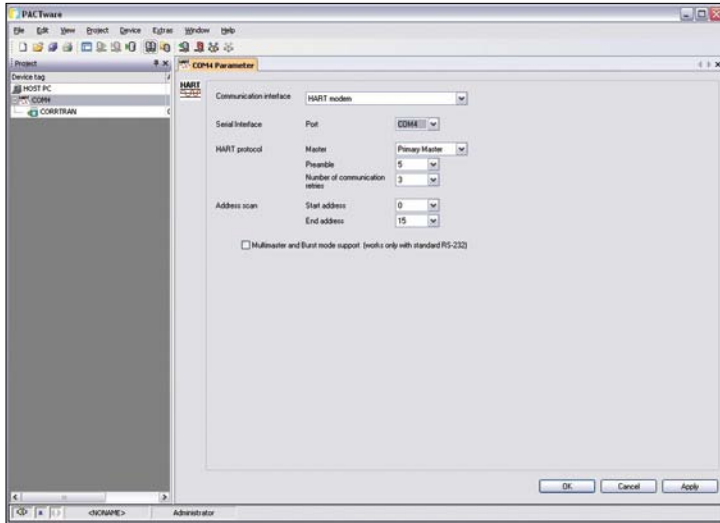 PACTware
File Edit View Project Device Extras Window Help
Project
Device tag
HOST PC
COM4
CORRTRAN
COM4 Parameter
HART
Communication interface HART modem
Serial Interface Port COM4
HART protocol Master Primary Master
Preamble 5
Number of communication retries 3
Address scan Start address 0
End address 15
Multimaster and Burst mode support (works only with standard RS-232)
OK Cancel Apply
<NONAME> Administrator